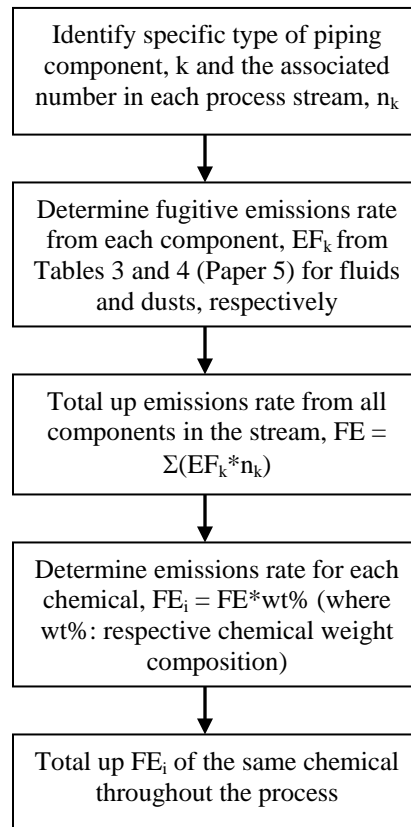 Identify specific type of piping
component, k and the associated
number in each process stream, nk
Determine fugitive emissions rate
from each component, EFk from
Tables 3 and 4 (Paper 5) for fluids
and dusts, respectively
Total up emissions rate from all
components in the stream, FE =
Σ(EFk*nk)
Determine emissions rate for each
chemical, FEi = FE*wt% (where
wt%: respective chemical weight
composition)
Total up FEi of the same chemical
throughout the process